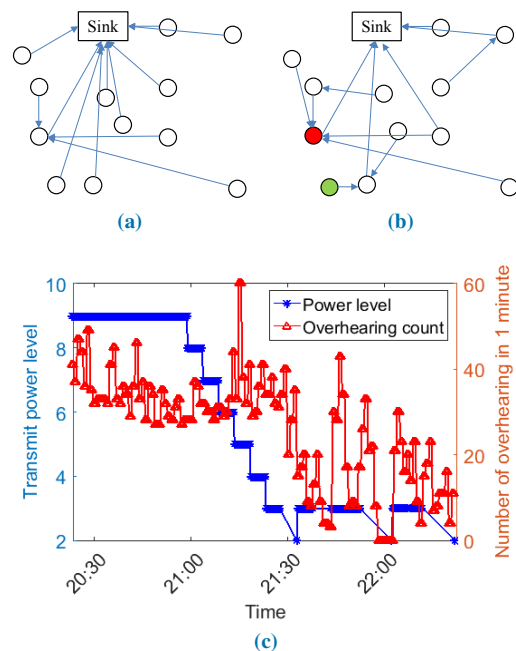 Sink
Sink
(a)
(b)
10
8
6
4
2
Transmit power level
Power level
Overhearing count
60
40
20
0
Number of overhearing in 1 minute
20:30
21:00
21:30
22:00
Time
(c)